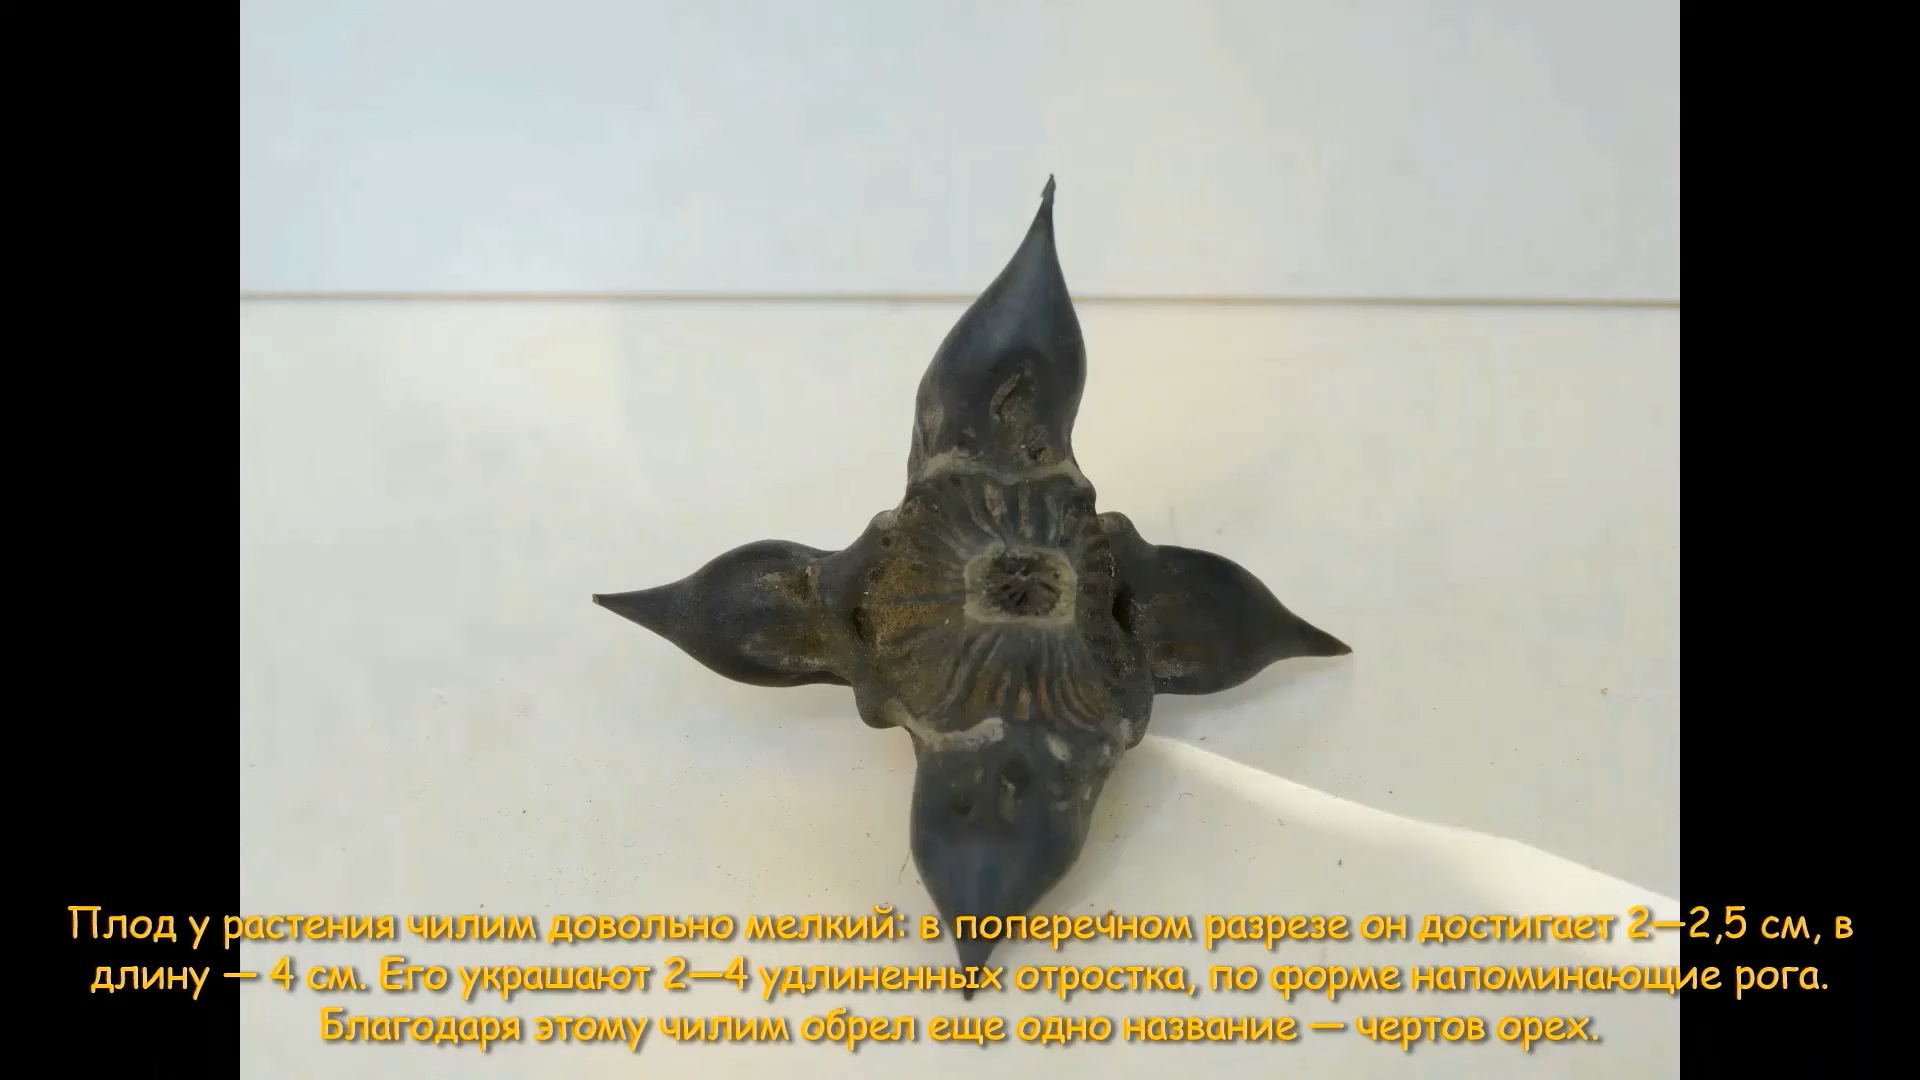 Плод у растения чилим довольно мелкий: в поперечном разрезе он достигает 2—2,5 см, в
длину — 4 см. Его украшают 2—4 удлиненных отростка, по форме напоминающие рога.
Благодаря этому чилим обрел еще одно название — чертов орех.